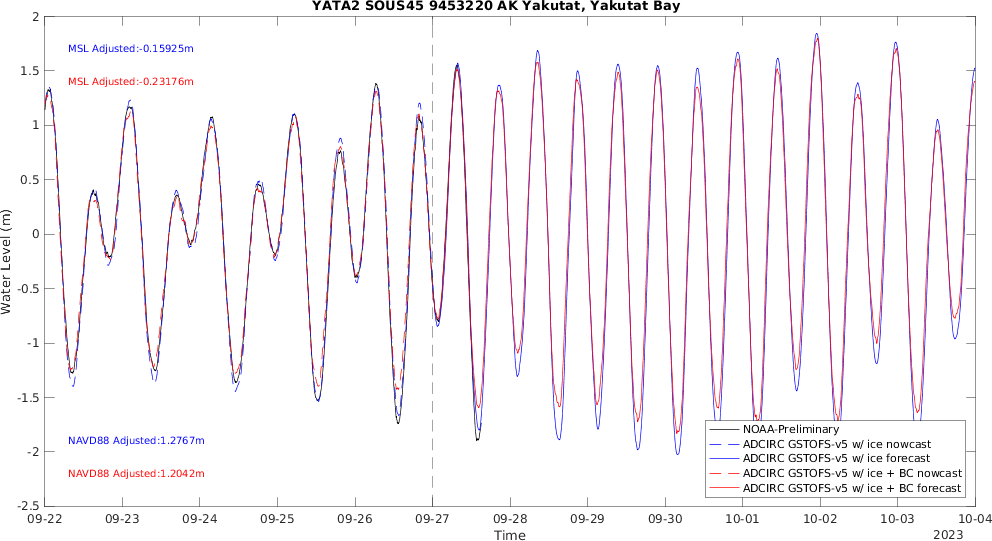 YATA2 SOUS45 9453220 AK Yakutat, Yakutat Bay
MSL Adjusted:-0.15925m
MSL Adjusted:-0.23176m
NAVD88 Adjusted:1.2767m
NAVD88 Adjusted:1.2042m
2
1.5
1
0.5
0
-0.5
-1
-1.5
-2
-2.5
Water Level (m)
NOAA-Preliminary
ADCIRC GSTOFS-v5 w/ ice nowcast
ADCIRC GSTOFS-v5 w/ ice forecast
ADCIRC GSTOFS-v5 w/ ice + BC nowcast
ADCIRC GSTOFS-v5 w/ ice + BC forecast
09-22 09-23 09-24 09-25 09-26 09-27 09-28 09-29 09-30 10-01 10-02 10-03 10-04
Time
2023